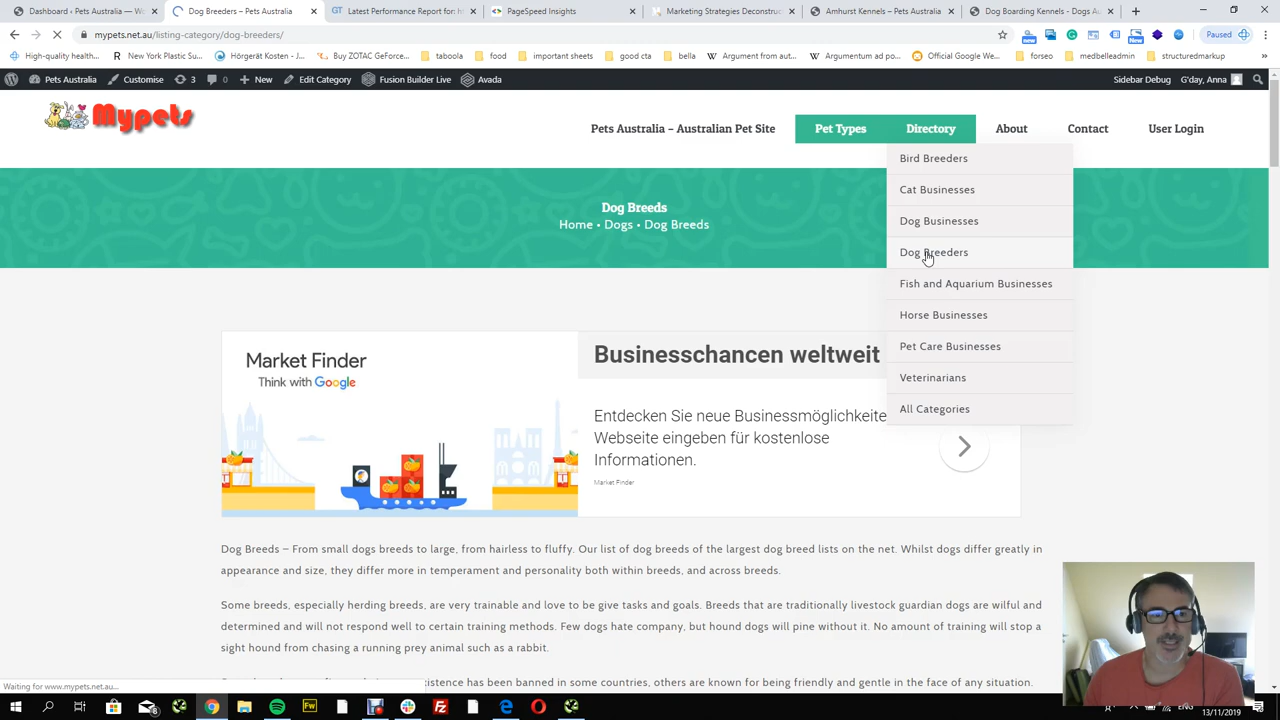 Dashboard ‹ Pets Australia — Wo
Dog Breeders – Pets Australia
Latest Performance Report for: h
PageSpeed Insights
Marketing Strategies Deconstruc
Amhurst Kennels – Pets Australia
Dog Boarding Kennels - Dogs Au
mypets.net.au/listing-category/dog-breeders/
Paused
High-quality health...
New York Plastic Su...
Hörgerät Kosten - J...
Buy ZOTAC GeForce...
taboola
food
important sheets
good cta
bella
Argument from aut...
Argumentum ad po...
Official Google We...
forseo
medbelleadmin
structuredmarkup
Pets Australia
Customise
3
0
New
Edit Category
Fusion Builder Live
Avada
Sidebar Debug
G'day, Anna
Mypets
Pets Australia – Australian Pet Site
Pet Types
Directory
About
Contact
User Login
Bird Breeders
Cat Businesses
Dog Businesses
Dog Breeders
Fish and Aquarium Businesses
Horse Businesses
Pet Care Businesses
Veterinarians
All Categories
Dog Breeds
Home • Dogs • Dog Breeds
Market Finder
Think with Google
Businesschancen weltweit
Entdecken Sie neue Businessmöglichkeite
Webseite eingeben für kostenlose
Informationen.
Market Finder
Dog Breeds – From small dogs breeds to large, from hairless to fluffy. Our list of dog breeds of the largest dog breed lists on the net. Whilst dogs differ greatly in
appearance and size, they differ more in temperament and personality both within breeds, and across breeds.
Some breeds, especially herding breeds, are very trainable and love to be give tasks and goals. Breeds that are traditionally livestock guardian dogs are wilful and
determined and will not respond well to certain training methods. Few dogs hate company, but hound dogs will pine without it. No amount of training will stop a
sight hound from chasing a running prey animal such as a rabbit.
istence has been banned in some countries, others are known for being friendly and gentle in the face of any situation.
Waiting for www.mypets.net.au...
ENG
13/11/2019